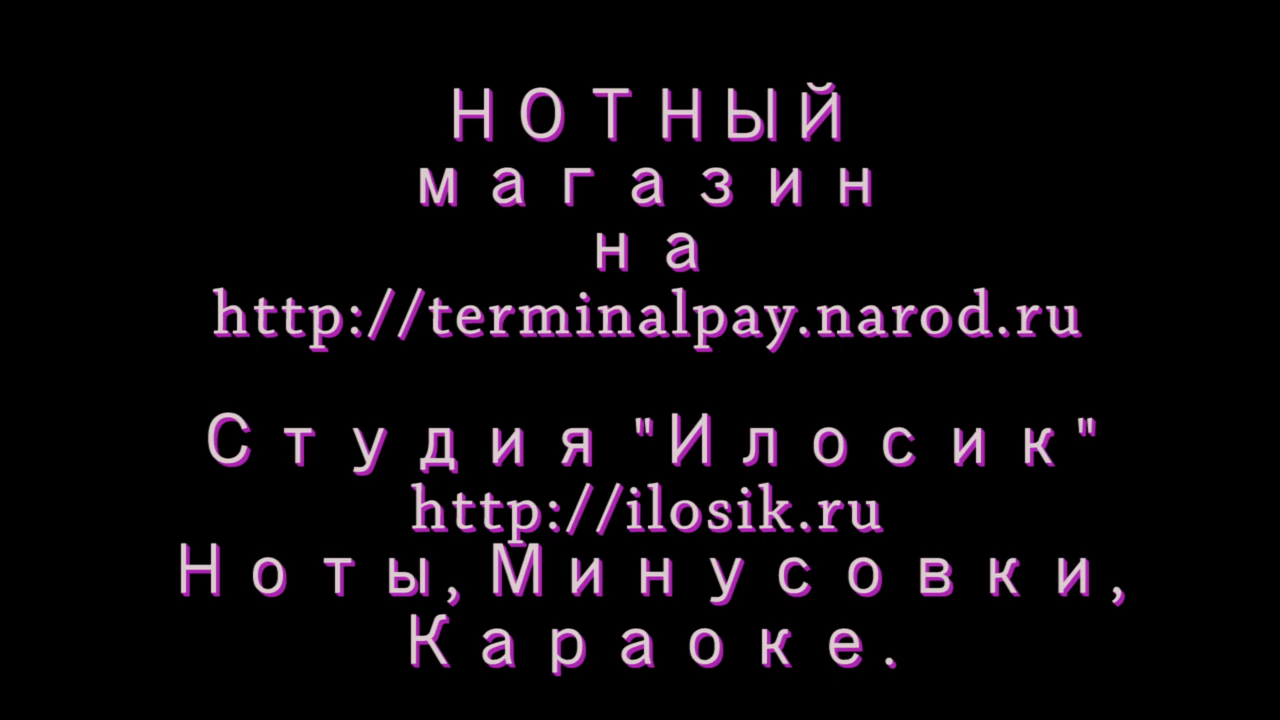 НОТНЫЙ
магазин
на
http://terminalpay.narod.ru
Студия "Илосик"
http://ilosik.ru
Ноты, Минусовки,
Караоке.